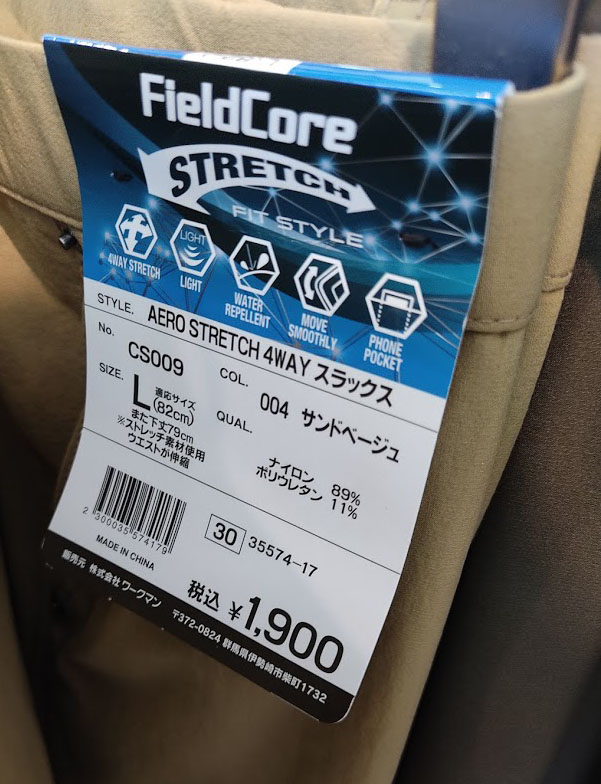 FieldCore
STRETCH
FIT STYLE
LIGHT
4WAY STRETCH
LIGHT
WATER
REPELLENT
MOVE
SMOOTHLY
PHONE
POCKET
STYLE. AERO STRETCH 4WAY スラックス
No. CS009
COL. 004 サンドベージュ
SIZE. L 適応サイズ
(82cm)
また下丈79cm
※ストレッチ素材使用
ウエストが伸縮
QUAL.
ナイロン 89%
ポリウレタン 11%
2 300035 574179
30 35574-17
MADE IN CHINA
税込 ¥1,900
販売元 株式会社ワークマン 〒372-0824 群馬県伊勢崎市柴町1732